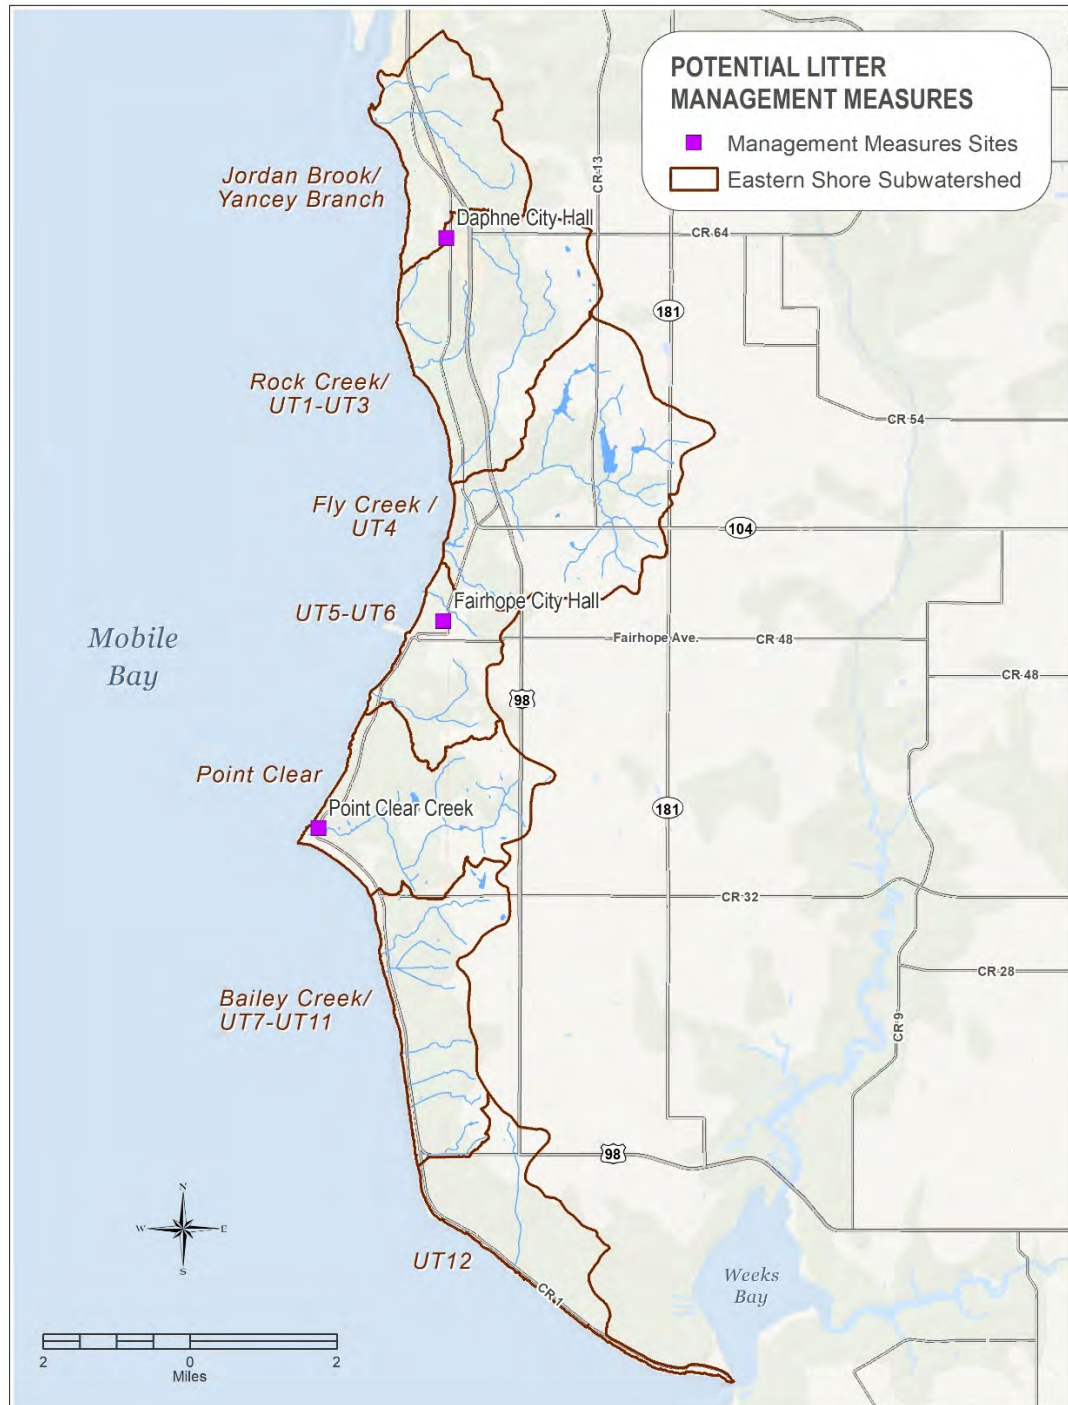 POTENTIAL LITTER
MANAGEMENT MEASURES
Management Measures Sites
Eastern Shore Subwatershed
CR 13
Jordan Brook/
Yancey Branch
Daphne City Hall
CR 64
181
Rock Creek/
UT1-UT3
CR 54
Fly Creek /
UT4
104
UT5-UT6
Fairhope City Hall
Mobile
Bay
Fairhope Ave.
CR 48
CR 48
98
Point Clear
Point Clear Creek
181
CR 32
CR 28
Bailey Creek/
UT7-UT11
CR 9
98
N
W
E
S
UT12
CR 1
Weeks
Bay
2
0
2
Miles